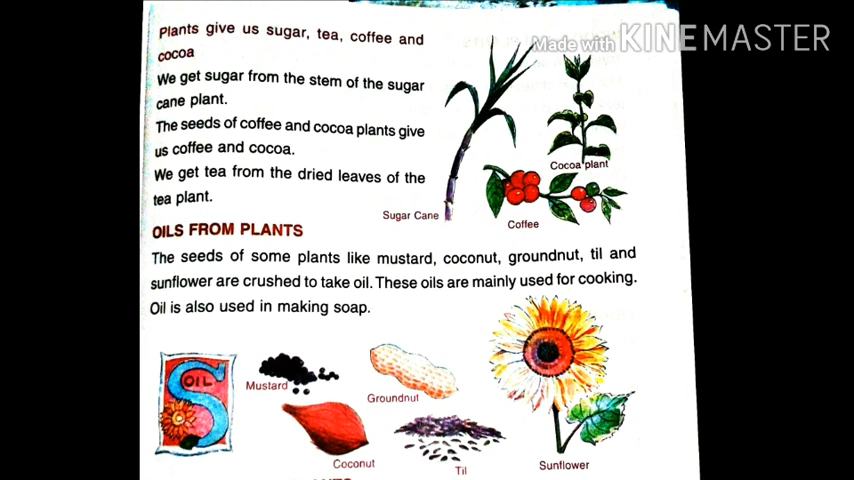 Made with KINEMASTER
Plants give us sugar, tea, coffee and
cocoa
We get sugar from the stem of the sugar
cane plant.
The seeds of coffee and cocoa plants give
us coffee and cocoa.
We get tea from the dried leaves of the
tea plant.
Cocoa plant
Sugar Cane
Coffee
OILS FROM PLANTS
The seeds of some plants like mustard, coconut, groundnut, til and
sunflower are crushed to take oil. These oils are mainly used for cooking.
Oil is also used in making soap.
OIL
Mustard
Groundnut
Coconut
Til
Sunflower